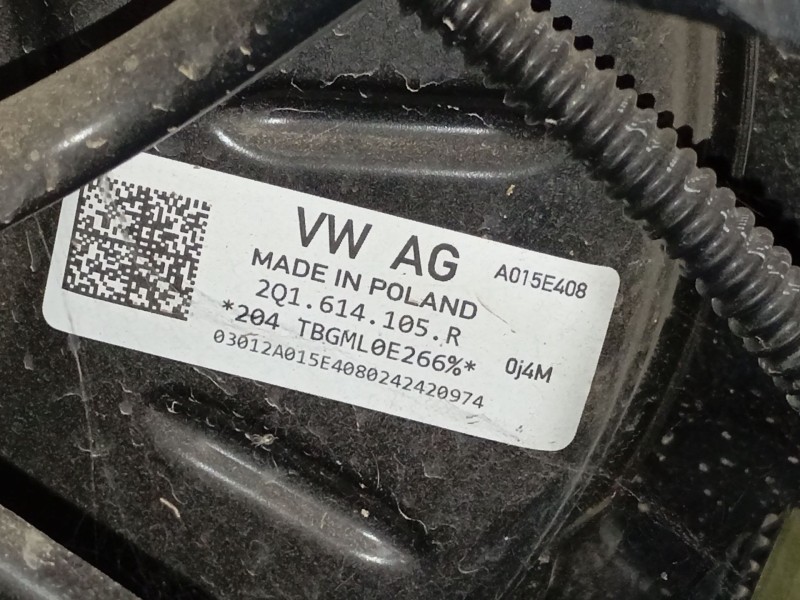 VW AG
A015E408
MADE IN POLAND
2Q1.614.105.R
*204 TBGML0E266%*
0j4M
03012A015E4080242420974